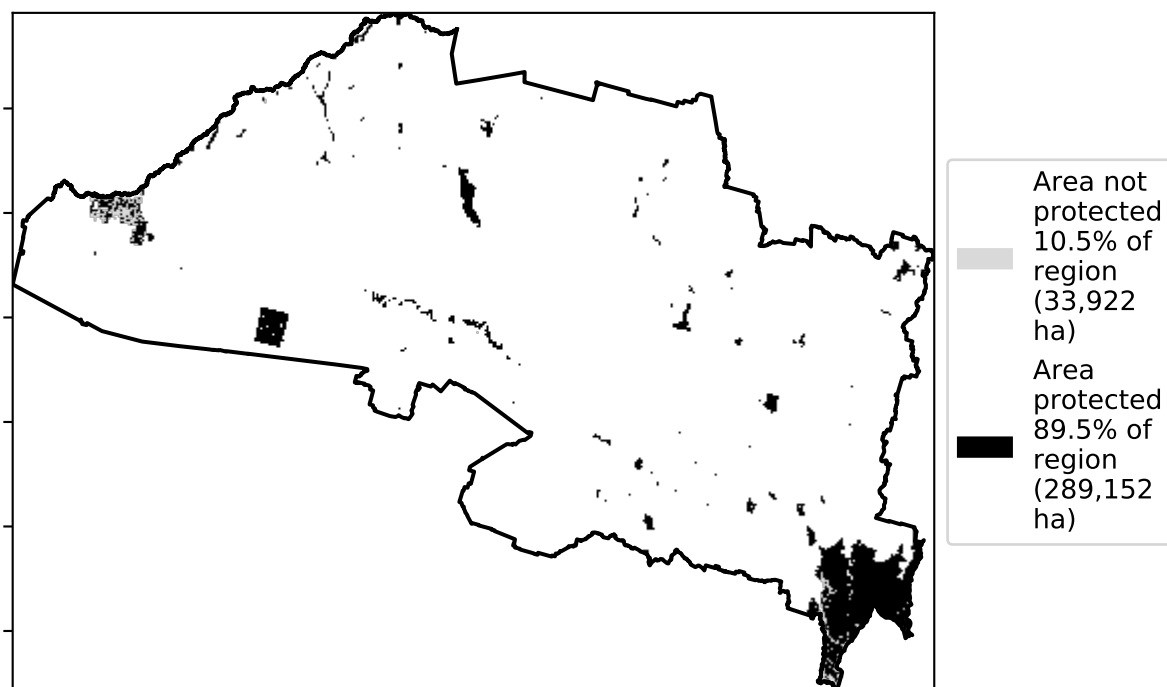 Area not
protected
10.5% of
region
(33,922
ha)
Area
protected
89.5% of
region
(289,152
ha)